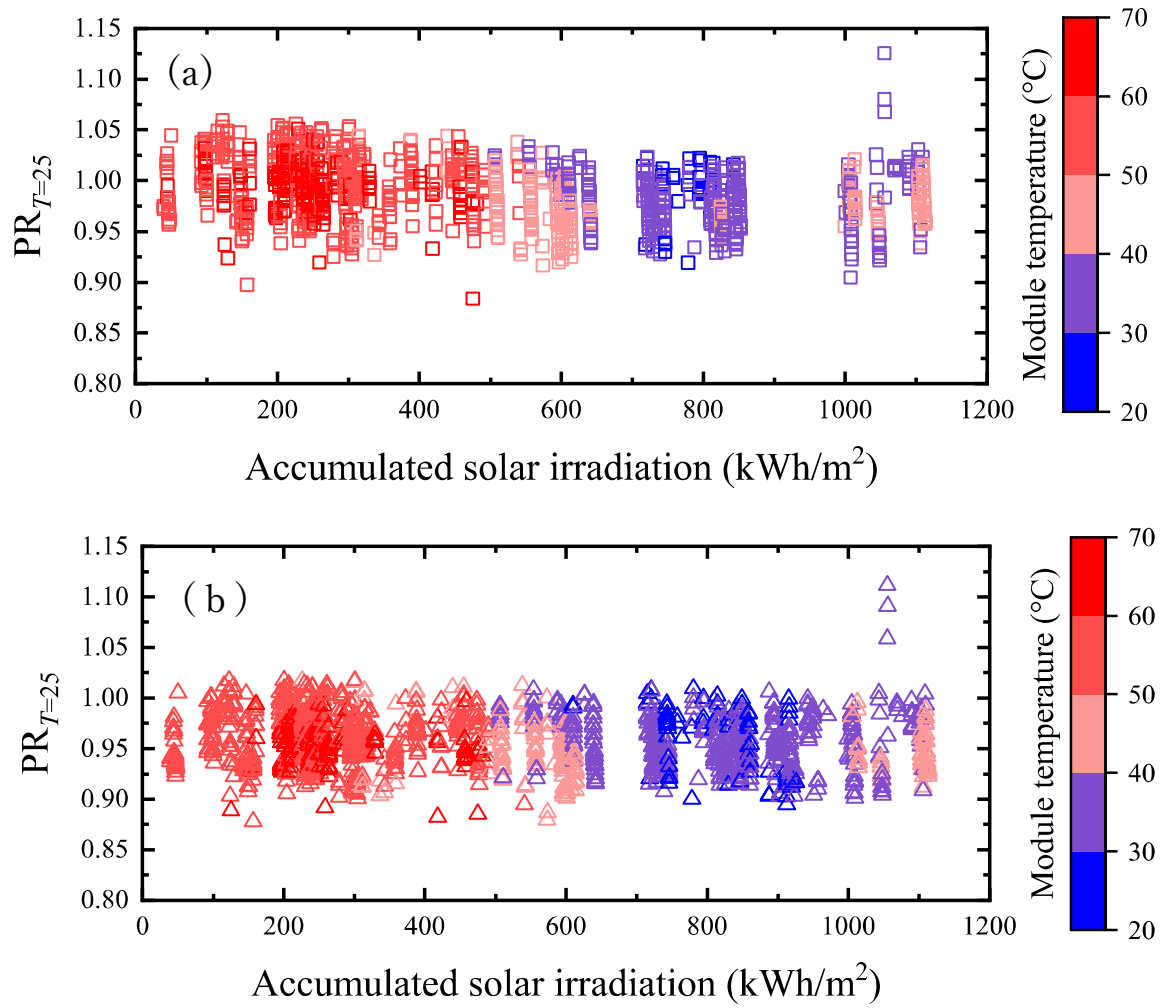 (a)
PR T=25
1.15
1.10
1.05
1.00
0.95
0.90
0.85
0.80
0 200 400 600 800 1000 1200
Accumulated solar irradiation (kWh/m²)
Module temperature (°C)
70
60
50
40
30
20
(b)
PR T=25
1.15
1.10
1.05
1.00
0.95
0.90
0.85
0.80
0 200 400 600 800 1000 1200
Accumulated solar irradiation (kWh/m²)
Module temperature (°C)
70
60
50
40
30
20